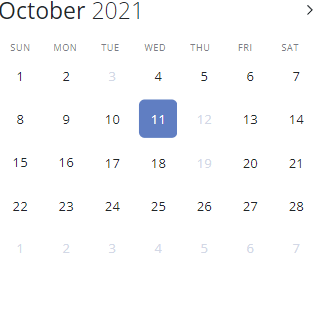 October 2021
SUN MON TUE WED THU FRI SAT
1 2 3 4 5 6 7
8 9 10 11 12 13 14
15 16 17 18 19 20 21
22 23 24 25 26 27 28
1 2 3 4 5 6 7